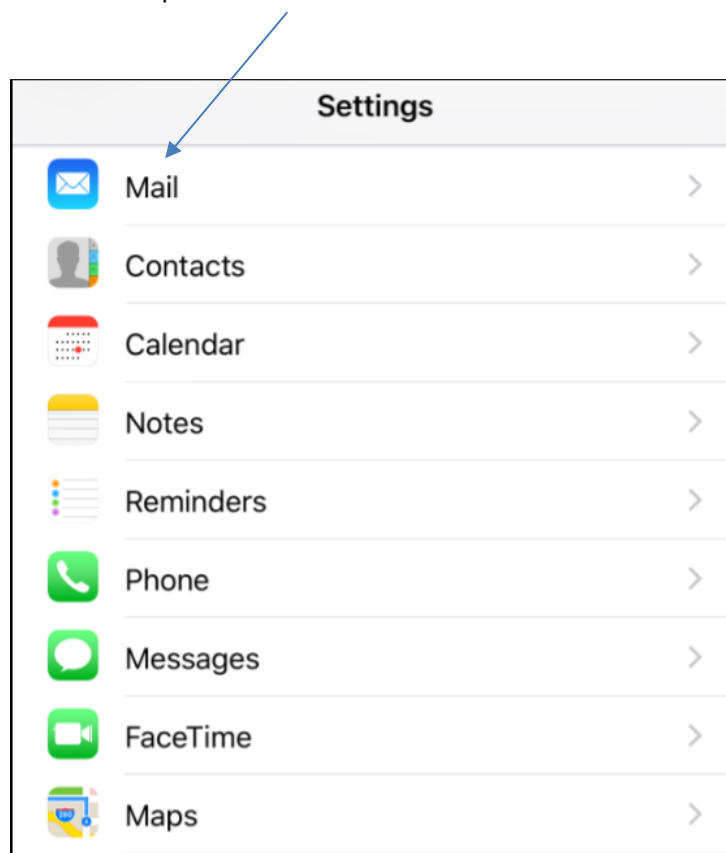 Settings
Mail
Contacts
Calendar
Notes
Reminders
Phone
Messages
FaceTime
Maps